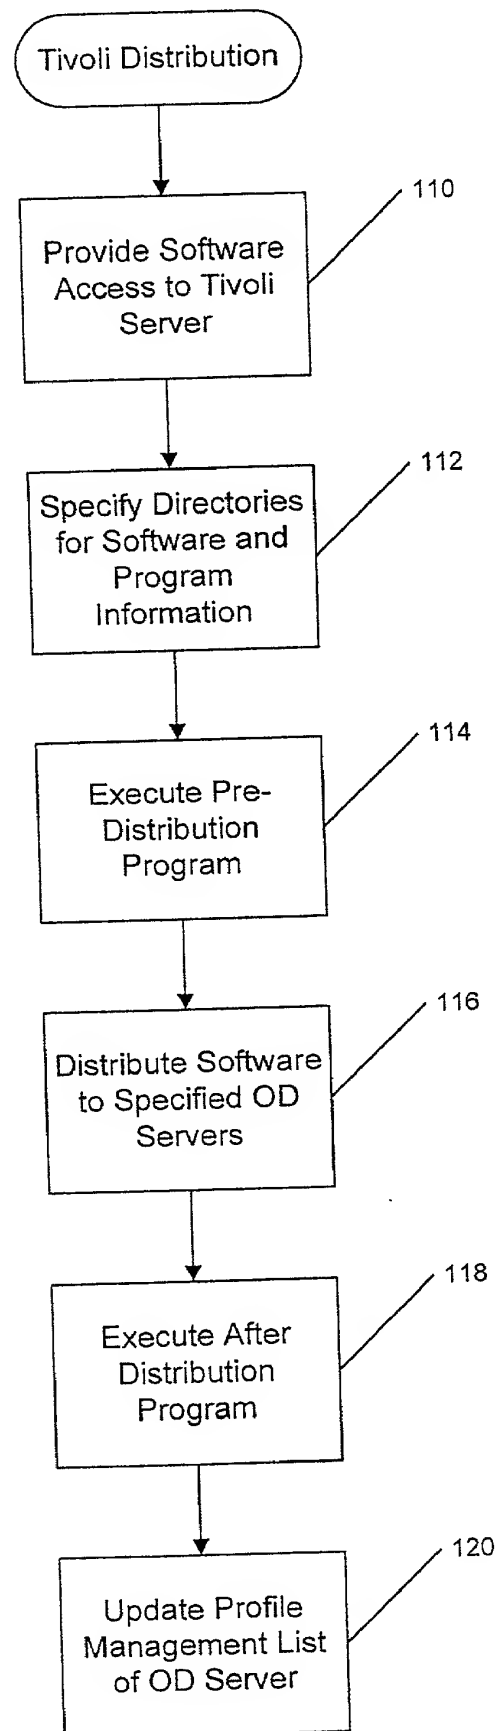 Tivoli Distribution
110
Provide Software
Access to Tivoli
Server
112
Specify Directories
for Software and
Program
Information
114
Execute Pre-
Distribution
Program
116
Distribute Software
to Specified OD
Servers
118
Execute After
Distribution
Program
120
Update Profile
Management List
of OD Server